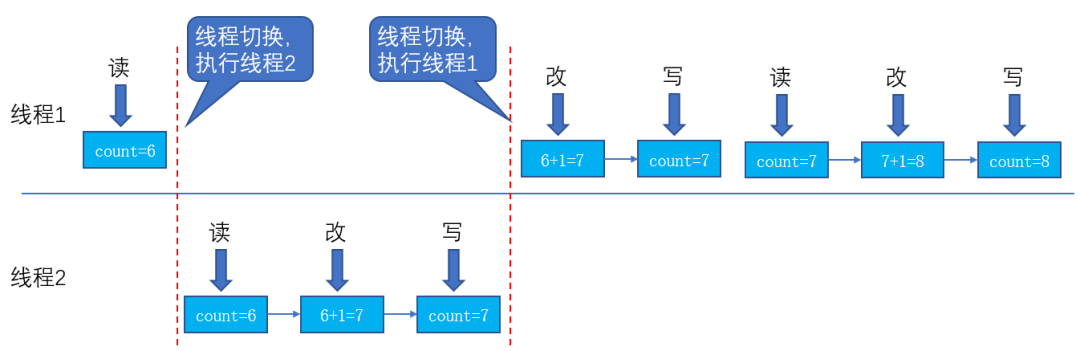 线程切换,
执行线程2
线程切换,
执行线程1
读
改
写
读
改
写
线程1
count=6
6+1=7
count=7
count=7
7+1=8
count=8
读
改
写
线程2
count=6
6+1=7
count=7